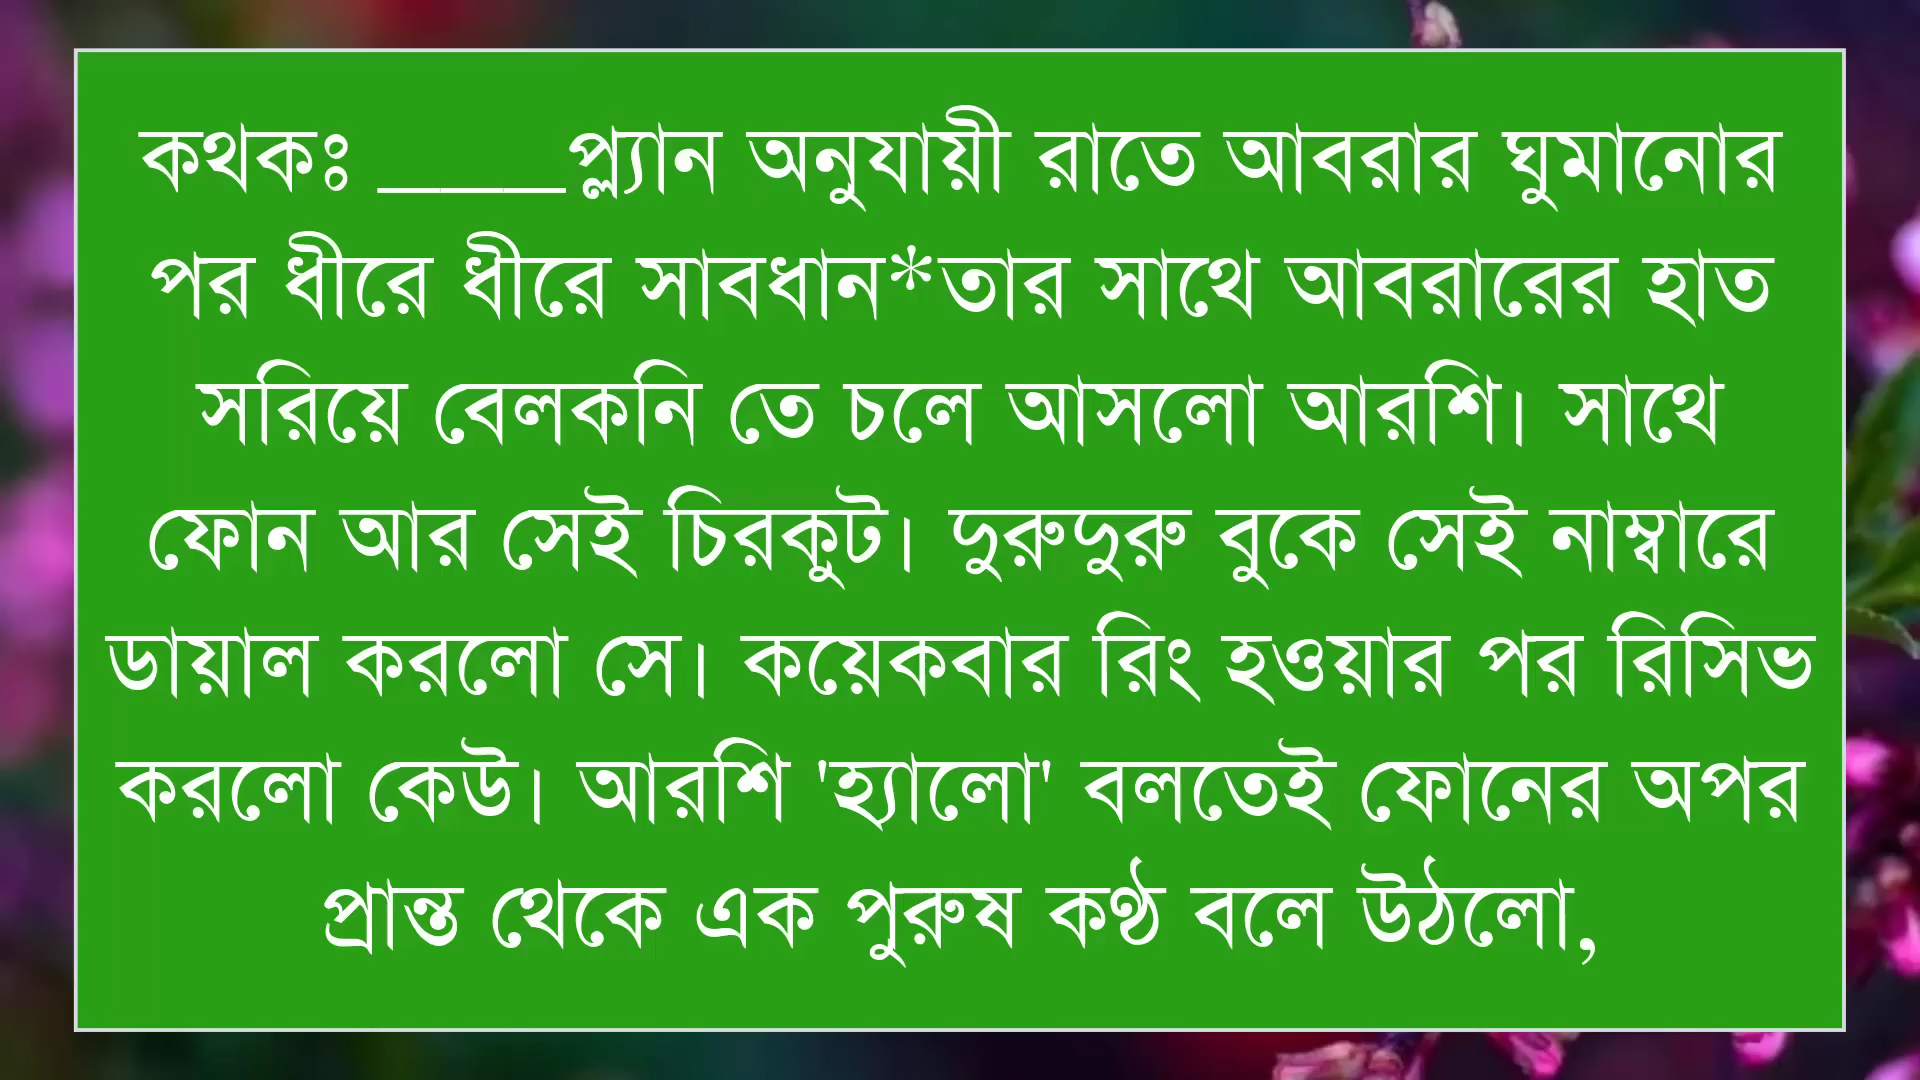 কথকঃ ____প্ল্যান অনুযায়ী রাতে আবরার ঘুমানোর
পর ধীরে ধীরে সাবধান*তার সাথে আবরারের হাত
সরিয়ে বেলকনি তে চলে আসলো আরশি। সাথে
ফোন আর সেই চিরকুট। দুরুদুরু বুকে সেই নাম্বারে
ডায়াল করলো সে। কয়েকবার রিং হওয়ার পর রিসিভ
করলো কেউ। আরশি 'হ্যালো' বলতেই ফোনের অপর
প্রান্ত থেকে এক পুরুষ কণ্ঠ বলে উঠলো,